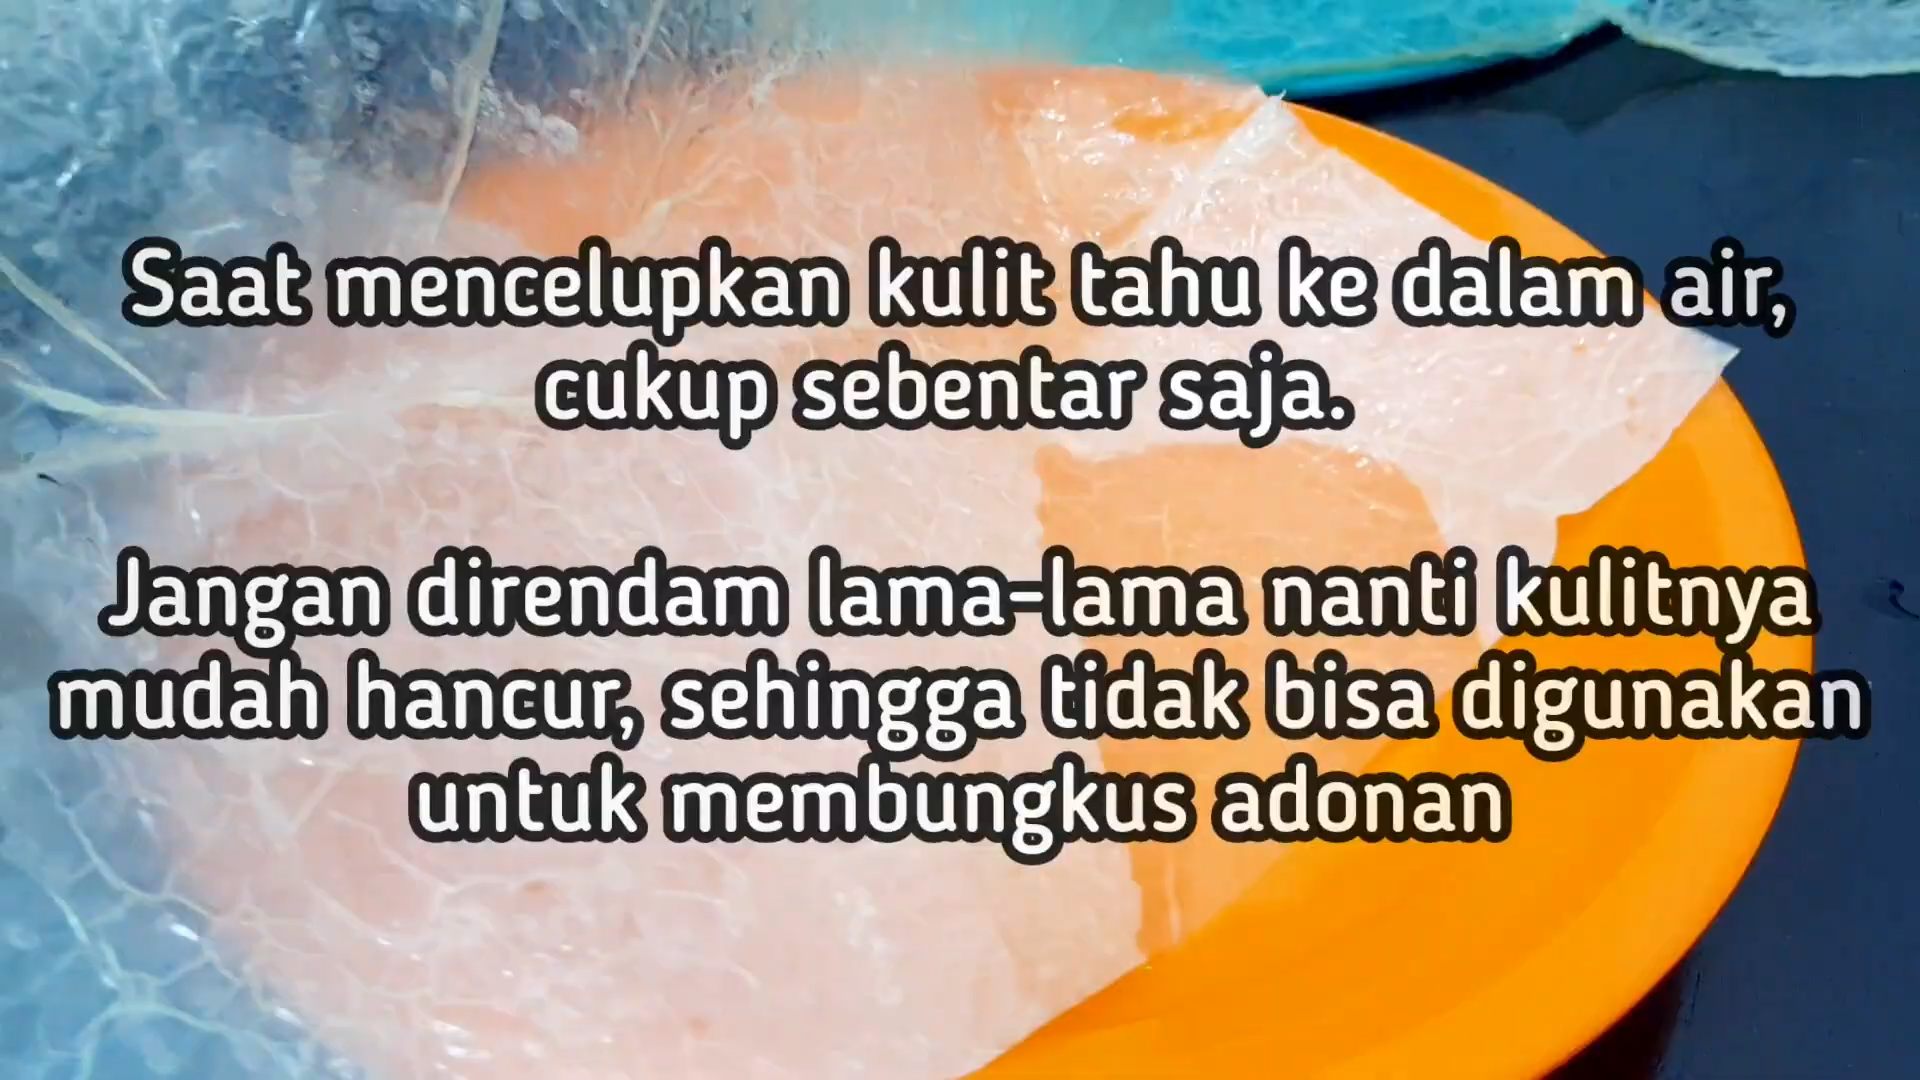 Saat mencelupkan kulit tahu ke dalam air,
cukup sebentar saja.
Jangan direndam lama-lama nanti kulitnya
mudah hancur, sehingga tidak bisa digunakan
untuk membungkus adonan